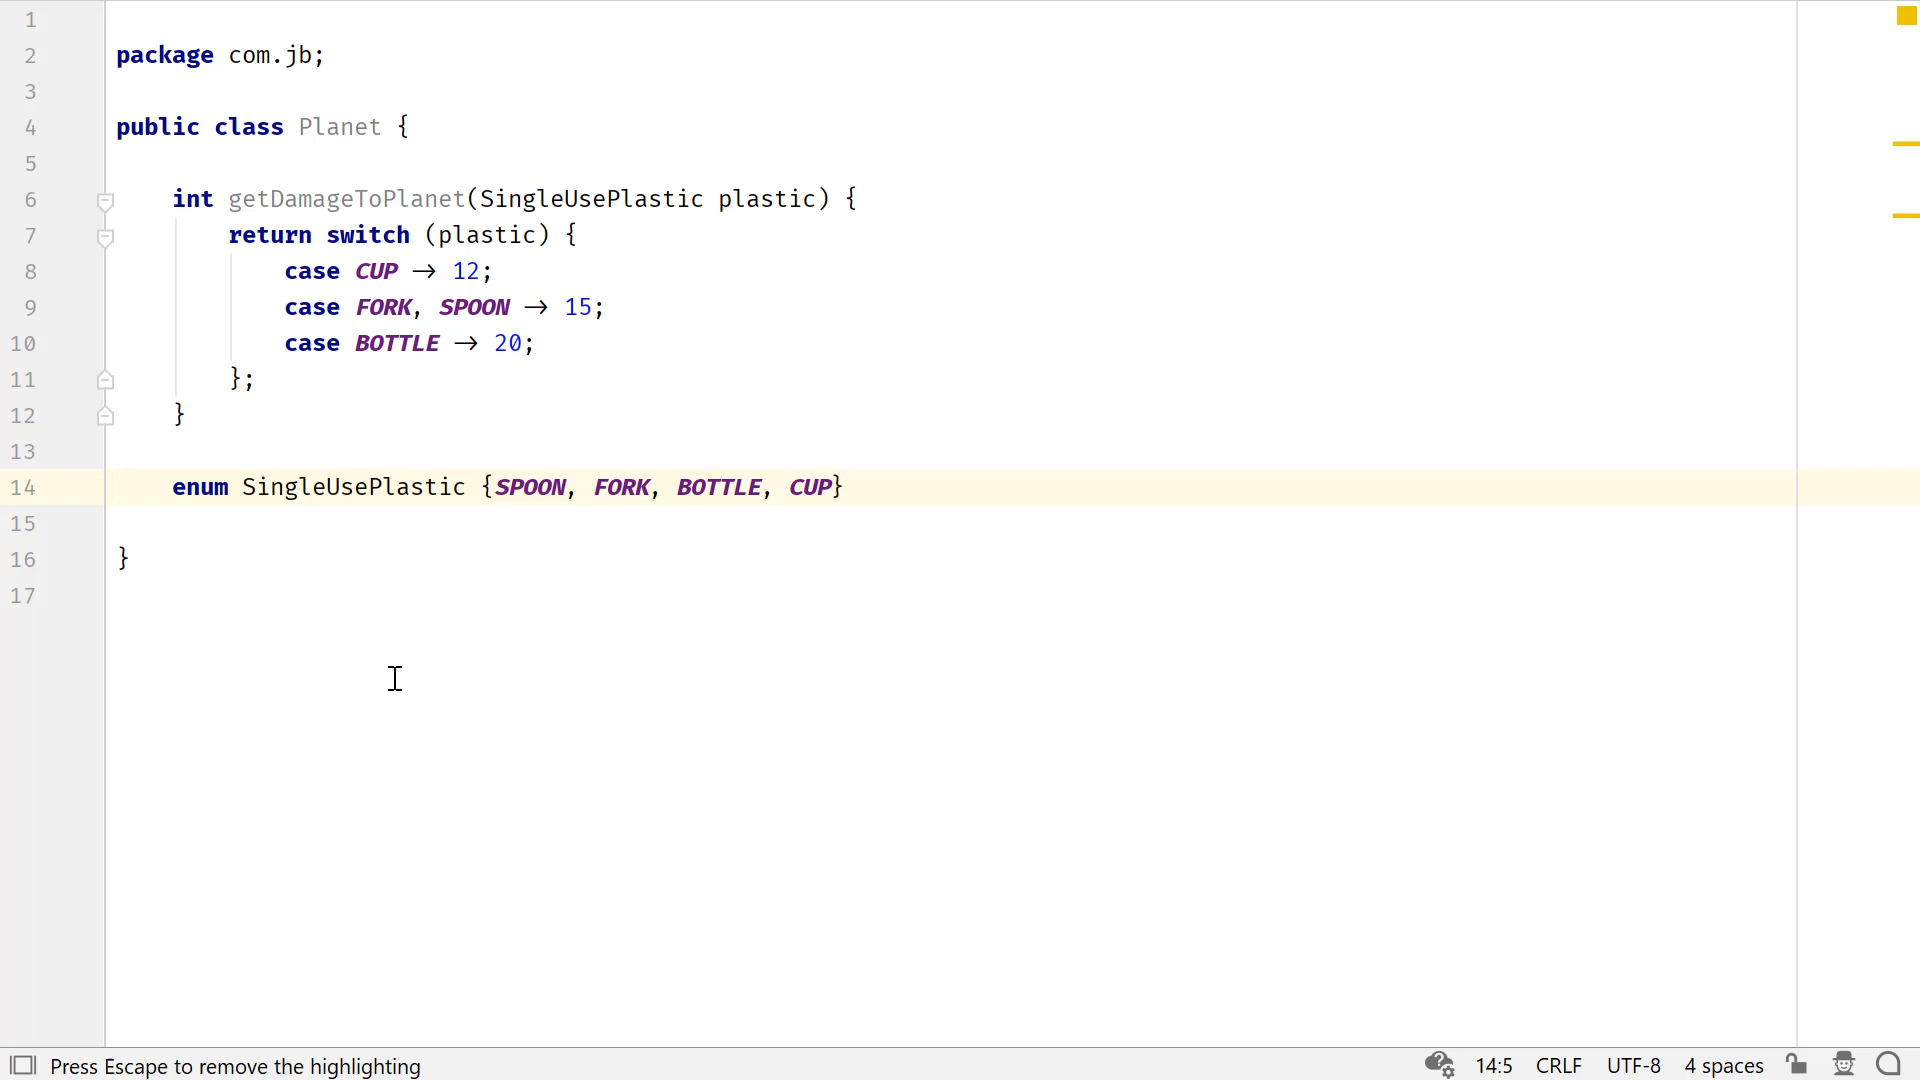 1
2 package com.jb;
3
4 public class Planet {
5
6 int getDamageToPlanet(SingleUsePlastic plastic) {
7 return switch (plastic) {
8 case CUP → 12;
9 case FORK, SPOON → 15;
10 case BOTTLE → 20;
11 };
12 }
13
14 enum SingleUsePlastic {SPOON, FORK, BOTTLE, CUP}
15
16 }
17
Press Escape to remove the highlighting 14:5 CRLF UTF-8 4 spaces